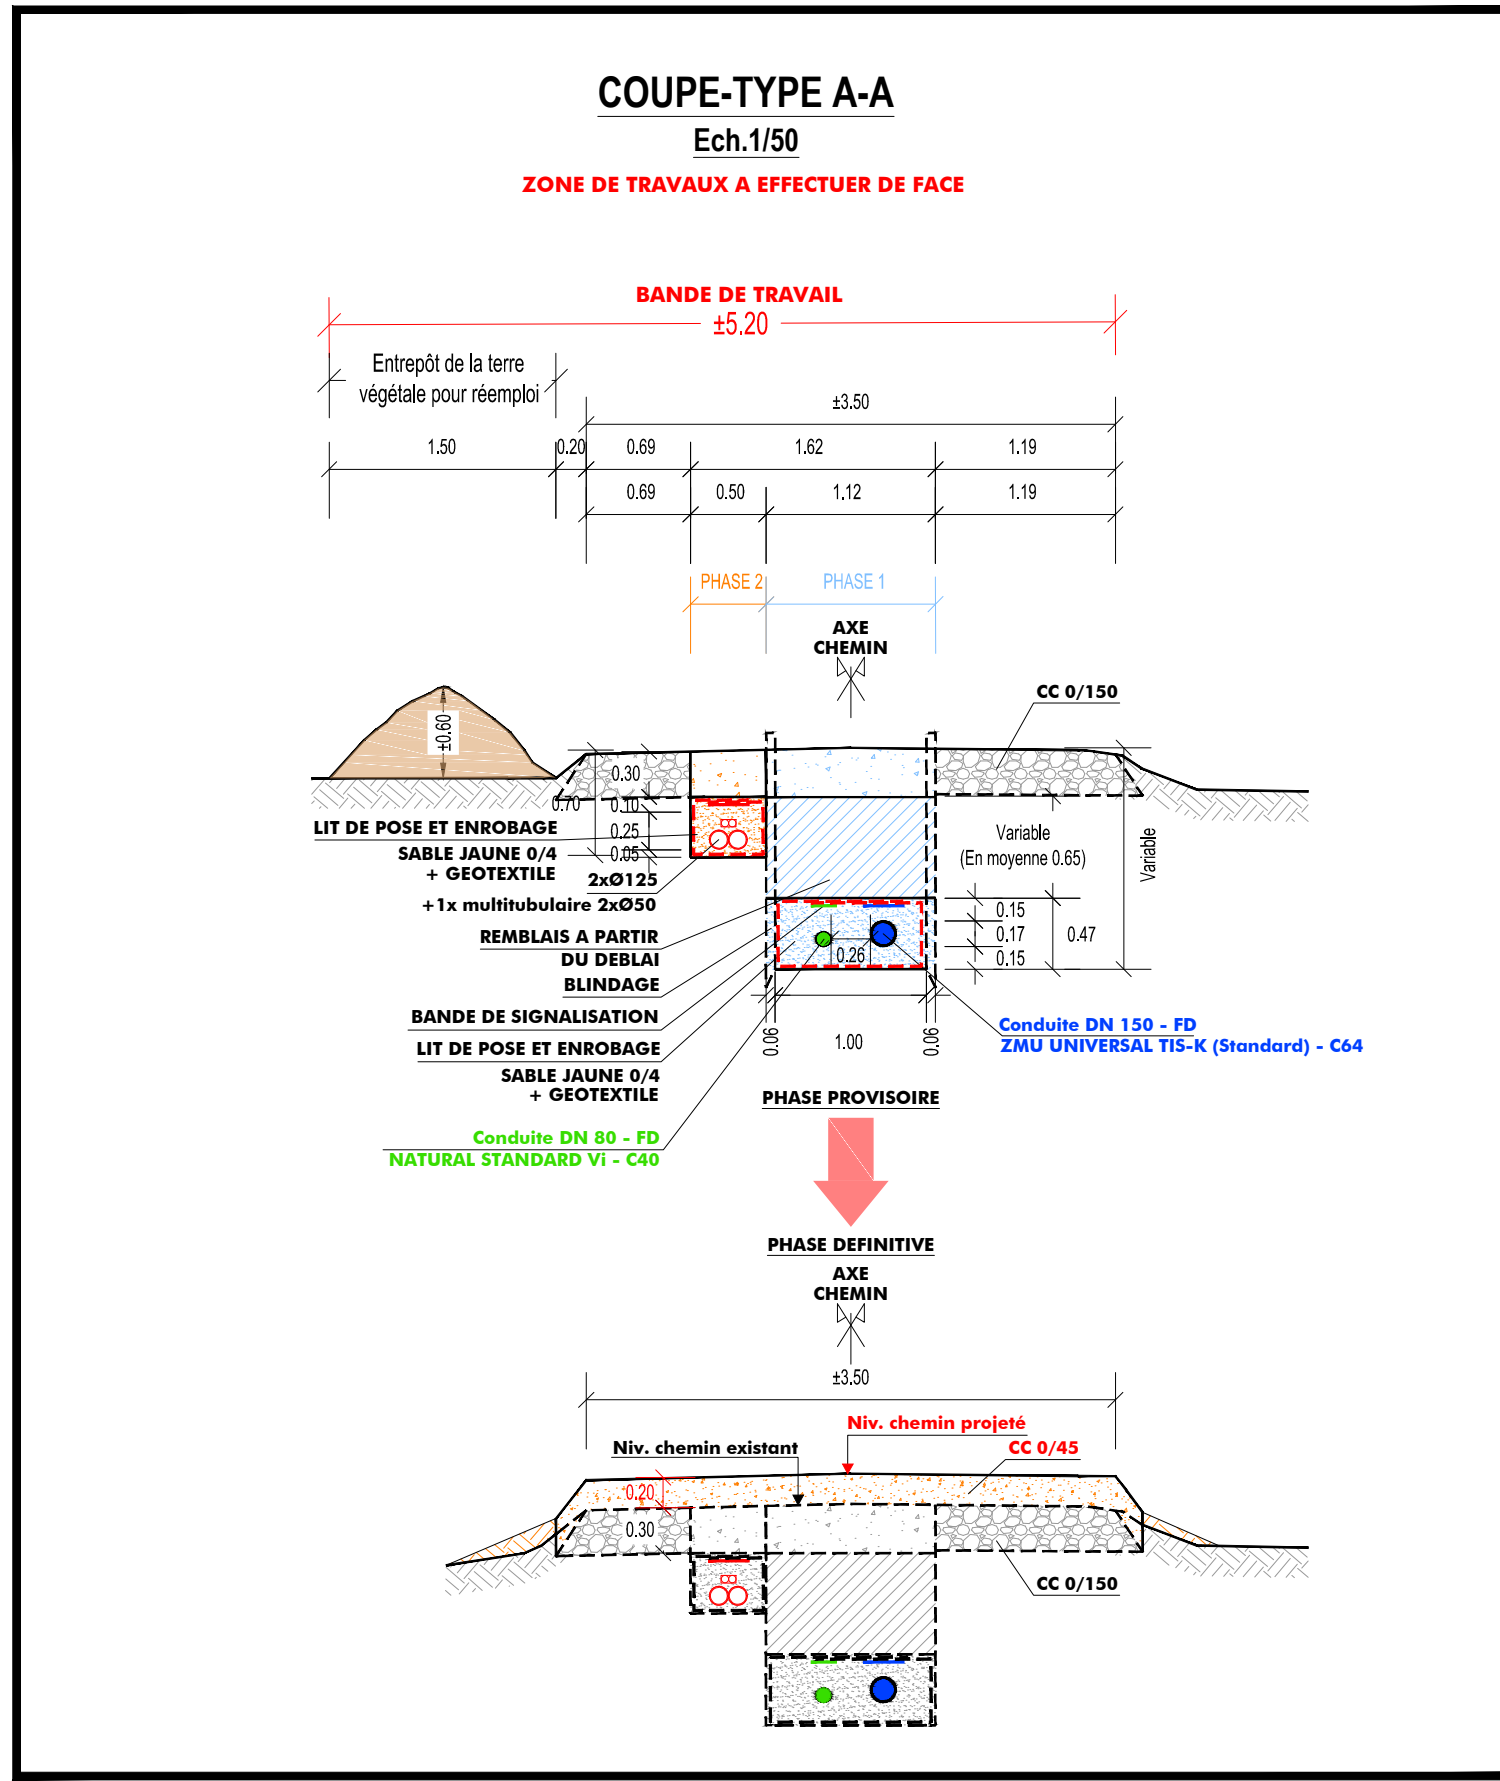 COUPE-TYPE A-A
Ech.1/50
ZONE DE TRAVAUX A EFFECTUER DE FACE
BANDE DE TRAVAIL
±5.20
Entrepôt de la terre
végétale pour réemploi
±3.50
1.50
0.20
0.69
1.62
1.19
0.69
0.50
1.12
1.19
PHASE 2
PHASE 1
AXE
CHEMIN
CC 0/150
±0.60
0.30
0.70
0.10
0.25
0.05
LIT DE POSE ET ENROBAGE
SABLE JAUNE 0/4
+ GEOTEXTILE
2xØ125
+1x multitubulaire 2xØ50
Variable
(En moyenne 0.65)
Variable
REMBLAIS A PARTIR
DU DEBLAI
0.15
0.17
0.15
0.47
0.26
BLINDAGE
BANDE DE SIGNALISATION
LIT DE POSE ET ENROBAGE
SABLE JAUNE 0/4
+ GEOTEXTILE
0.06
1.00
0.06
Conduite DN 150 - FD
ZMU UNIVERSAL TIS-K (Standard) - C64
Conduite DN 80 - FD
NATURAL STANDARD Vi - C40
PHASE PROVISOIRE
PHASE DEFINITIVE
AXE
CHEMIN
±3.50
Niv. chemin projeté
Niv. chemin existant
CC 0/45
0.20
0.30
CC 0/150